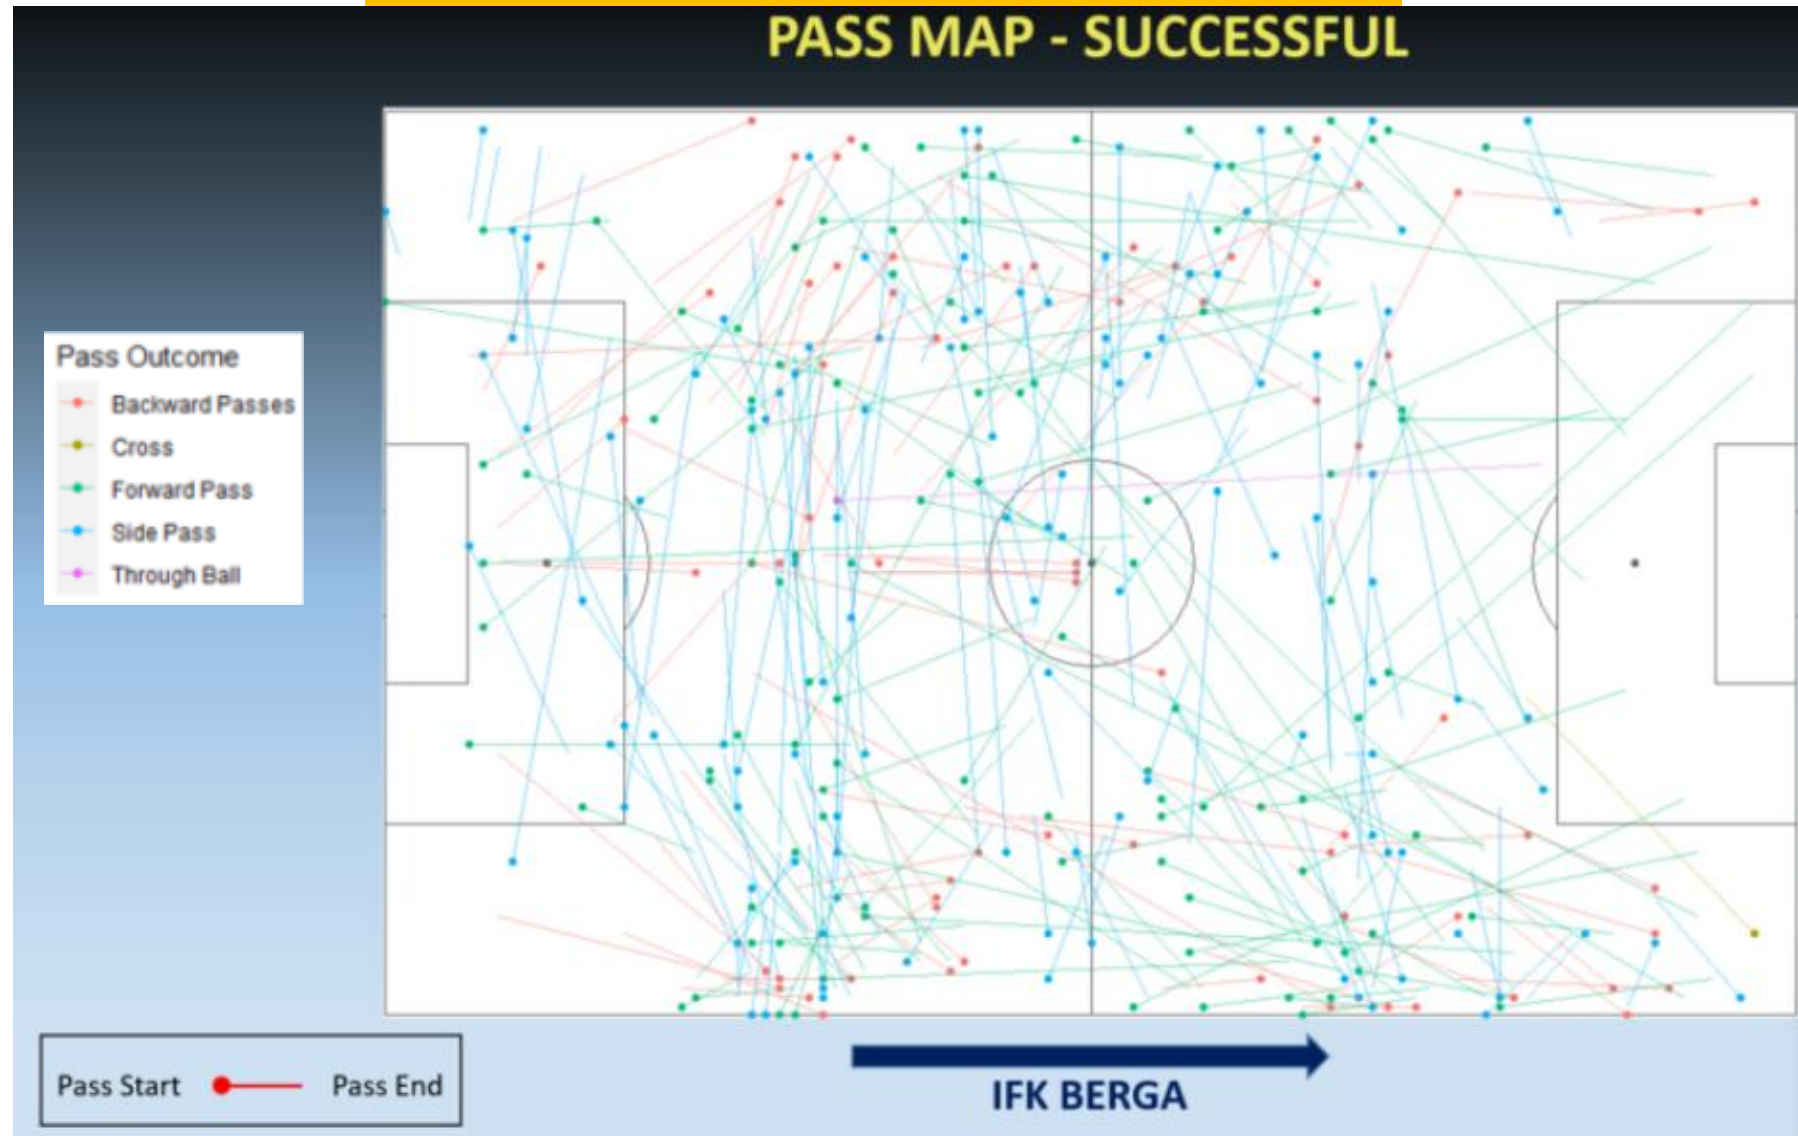 PASS MAP - SUCCESSFUL
Pass Outcome
Backward Passes
Cross
Forward Pass
Side Pass
Through Ball
Pass Start
Pass End
IFK BERGA